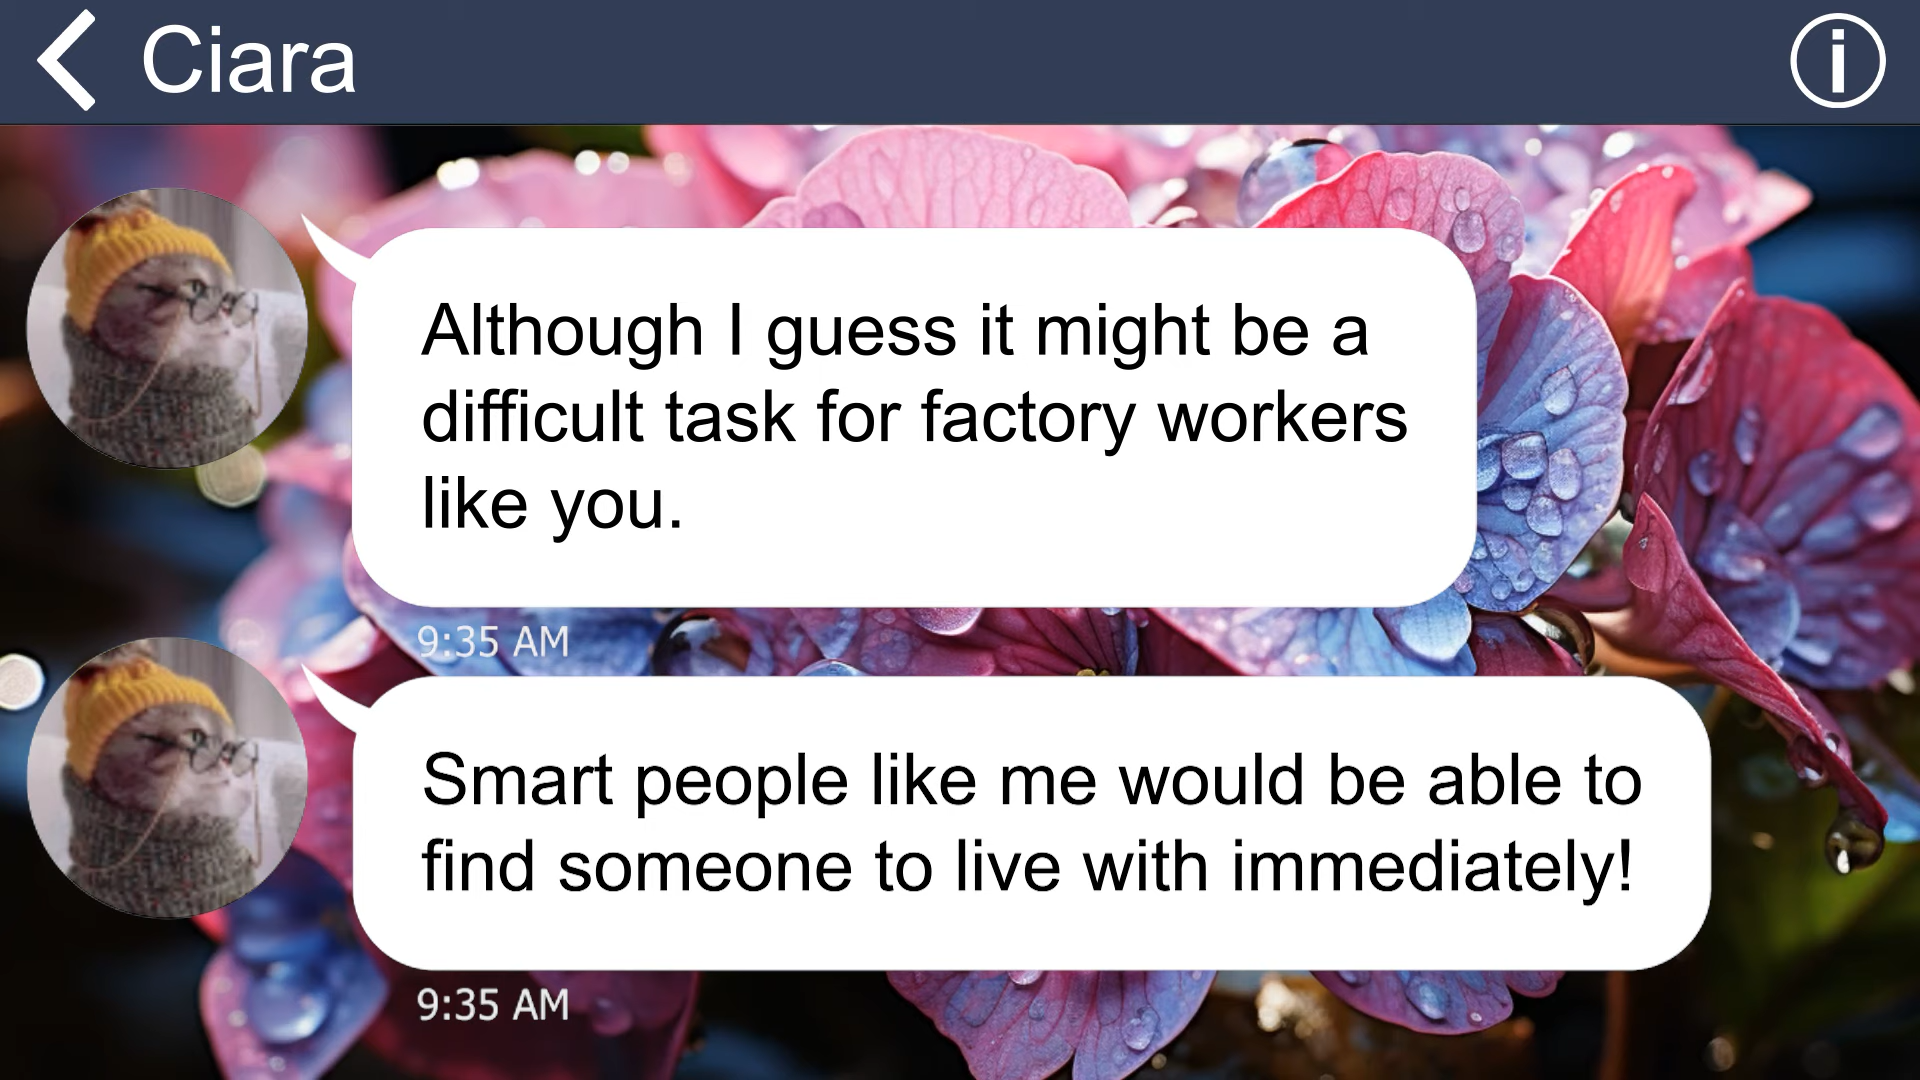 Ciara
Although I guess it might be a
difficult task for factory workers
like you.
9:35 AM
Smart people like me would be able to
find someone to live with immediately!
9:35 AM